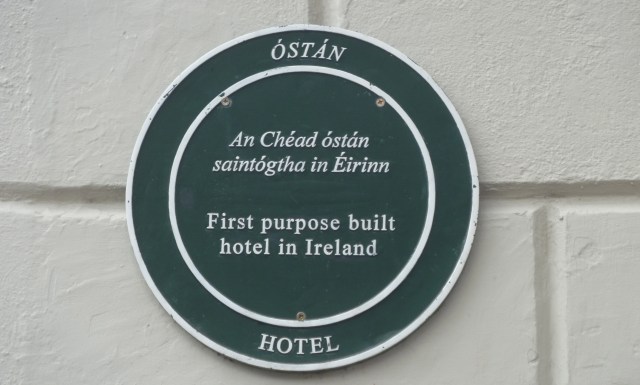 ÓSTÁN
An Chéad óstán
saintógtha in Éirinn
First purpose built
hotel in Ireland
HOTEL